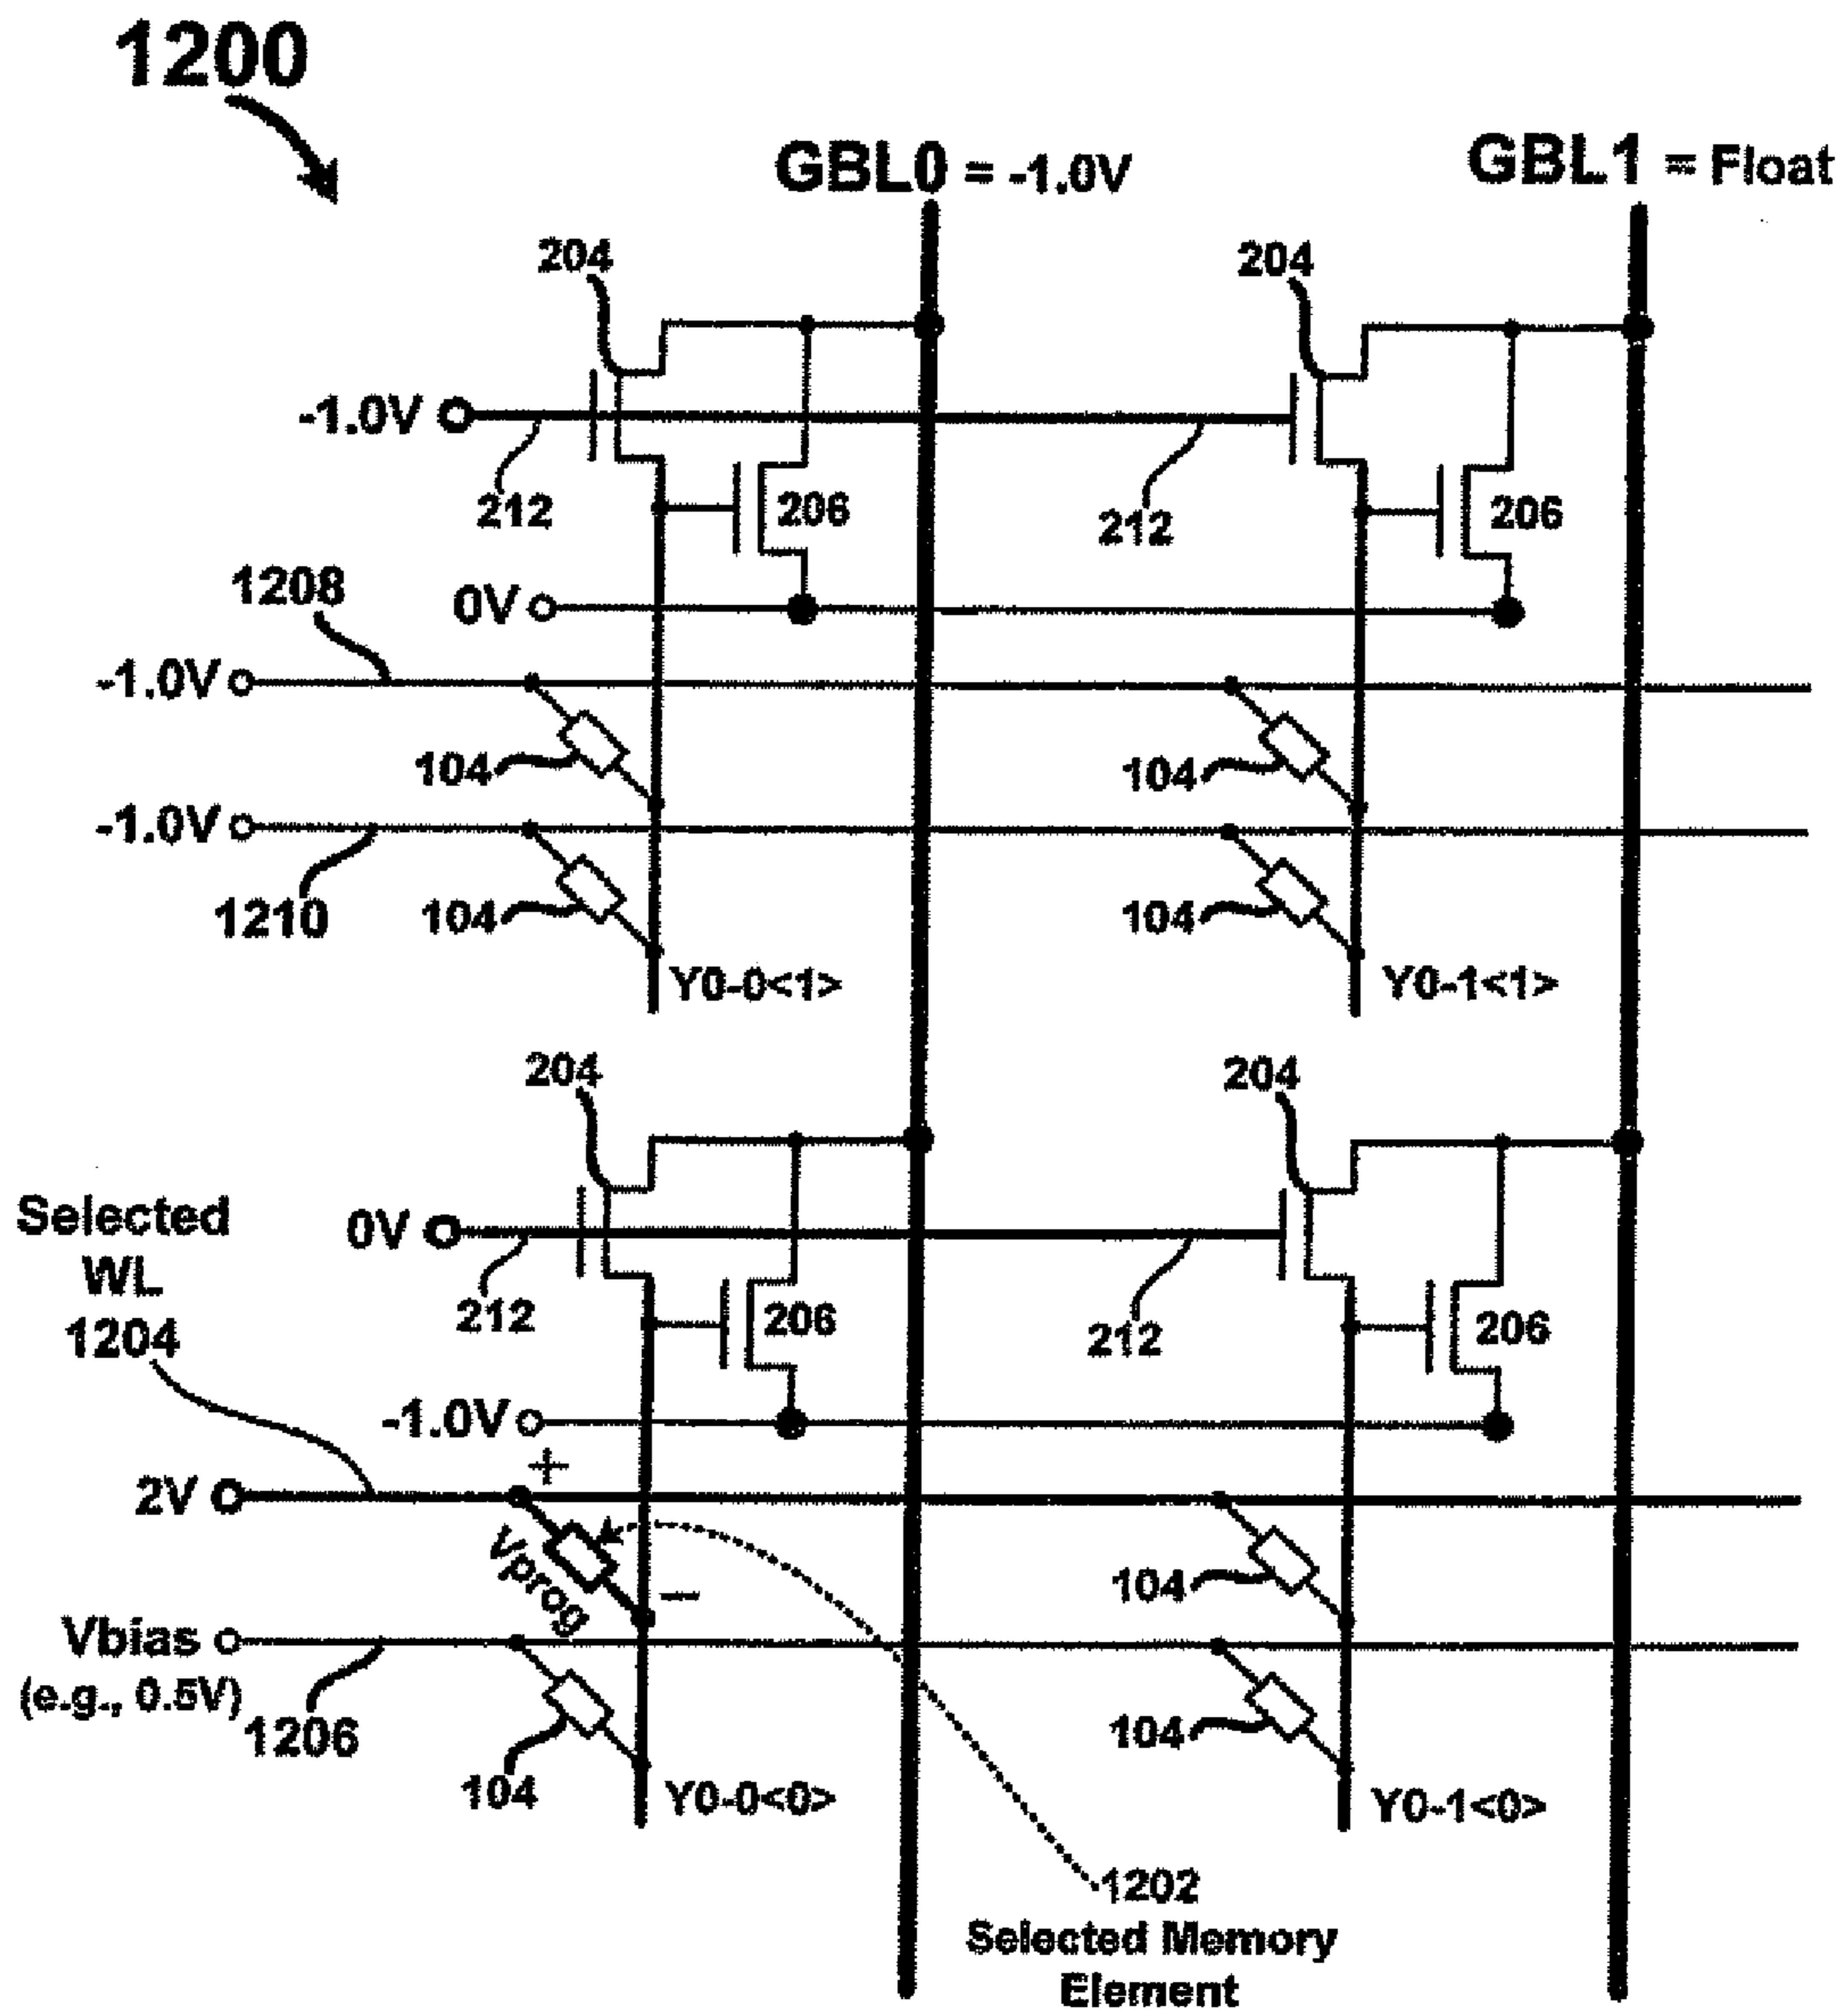 1200
GBL0 = -1.0V
GBL1 = Float
204
204
-1.0V
212
206
212
206
1208
0V
-1.0V
104
104
-1.0V
1210
104
104
Y0-0<1>
Y0-1<1>
204
204
Selected
WL
1204
0V
212
206
212
206
-1.0V
+
2V
Vprog
−
104
Vbias
(e.g., 0.5V)
1206
104
104
Y0-0<0>
Y0-1<0>
1202
Selected Memory
Element